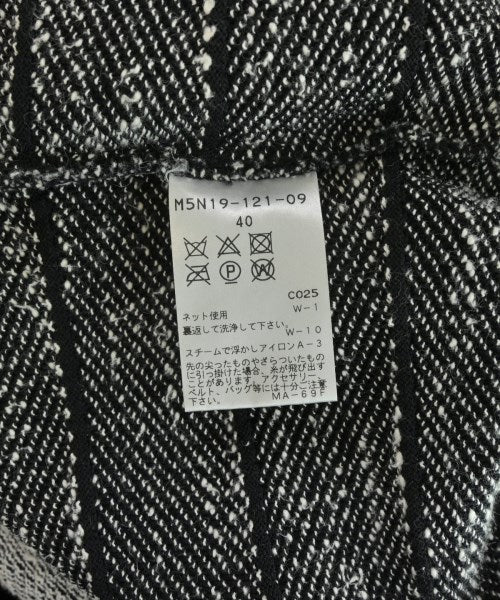 M5N19-121-09
40
P W
C025
ネット使用 W-1
裏返して洗浄して下さい。 W-10
スチームで浮かしアイロンA-3
先の尖ったものやざらついたもの
に引っ掛けた場合、糸が飛び出す
ことがあります。アクセサリー、
ベルト、バッグ等には十分ご注意
下さい。 MA-69F